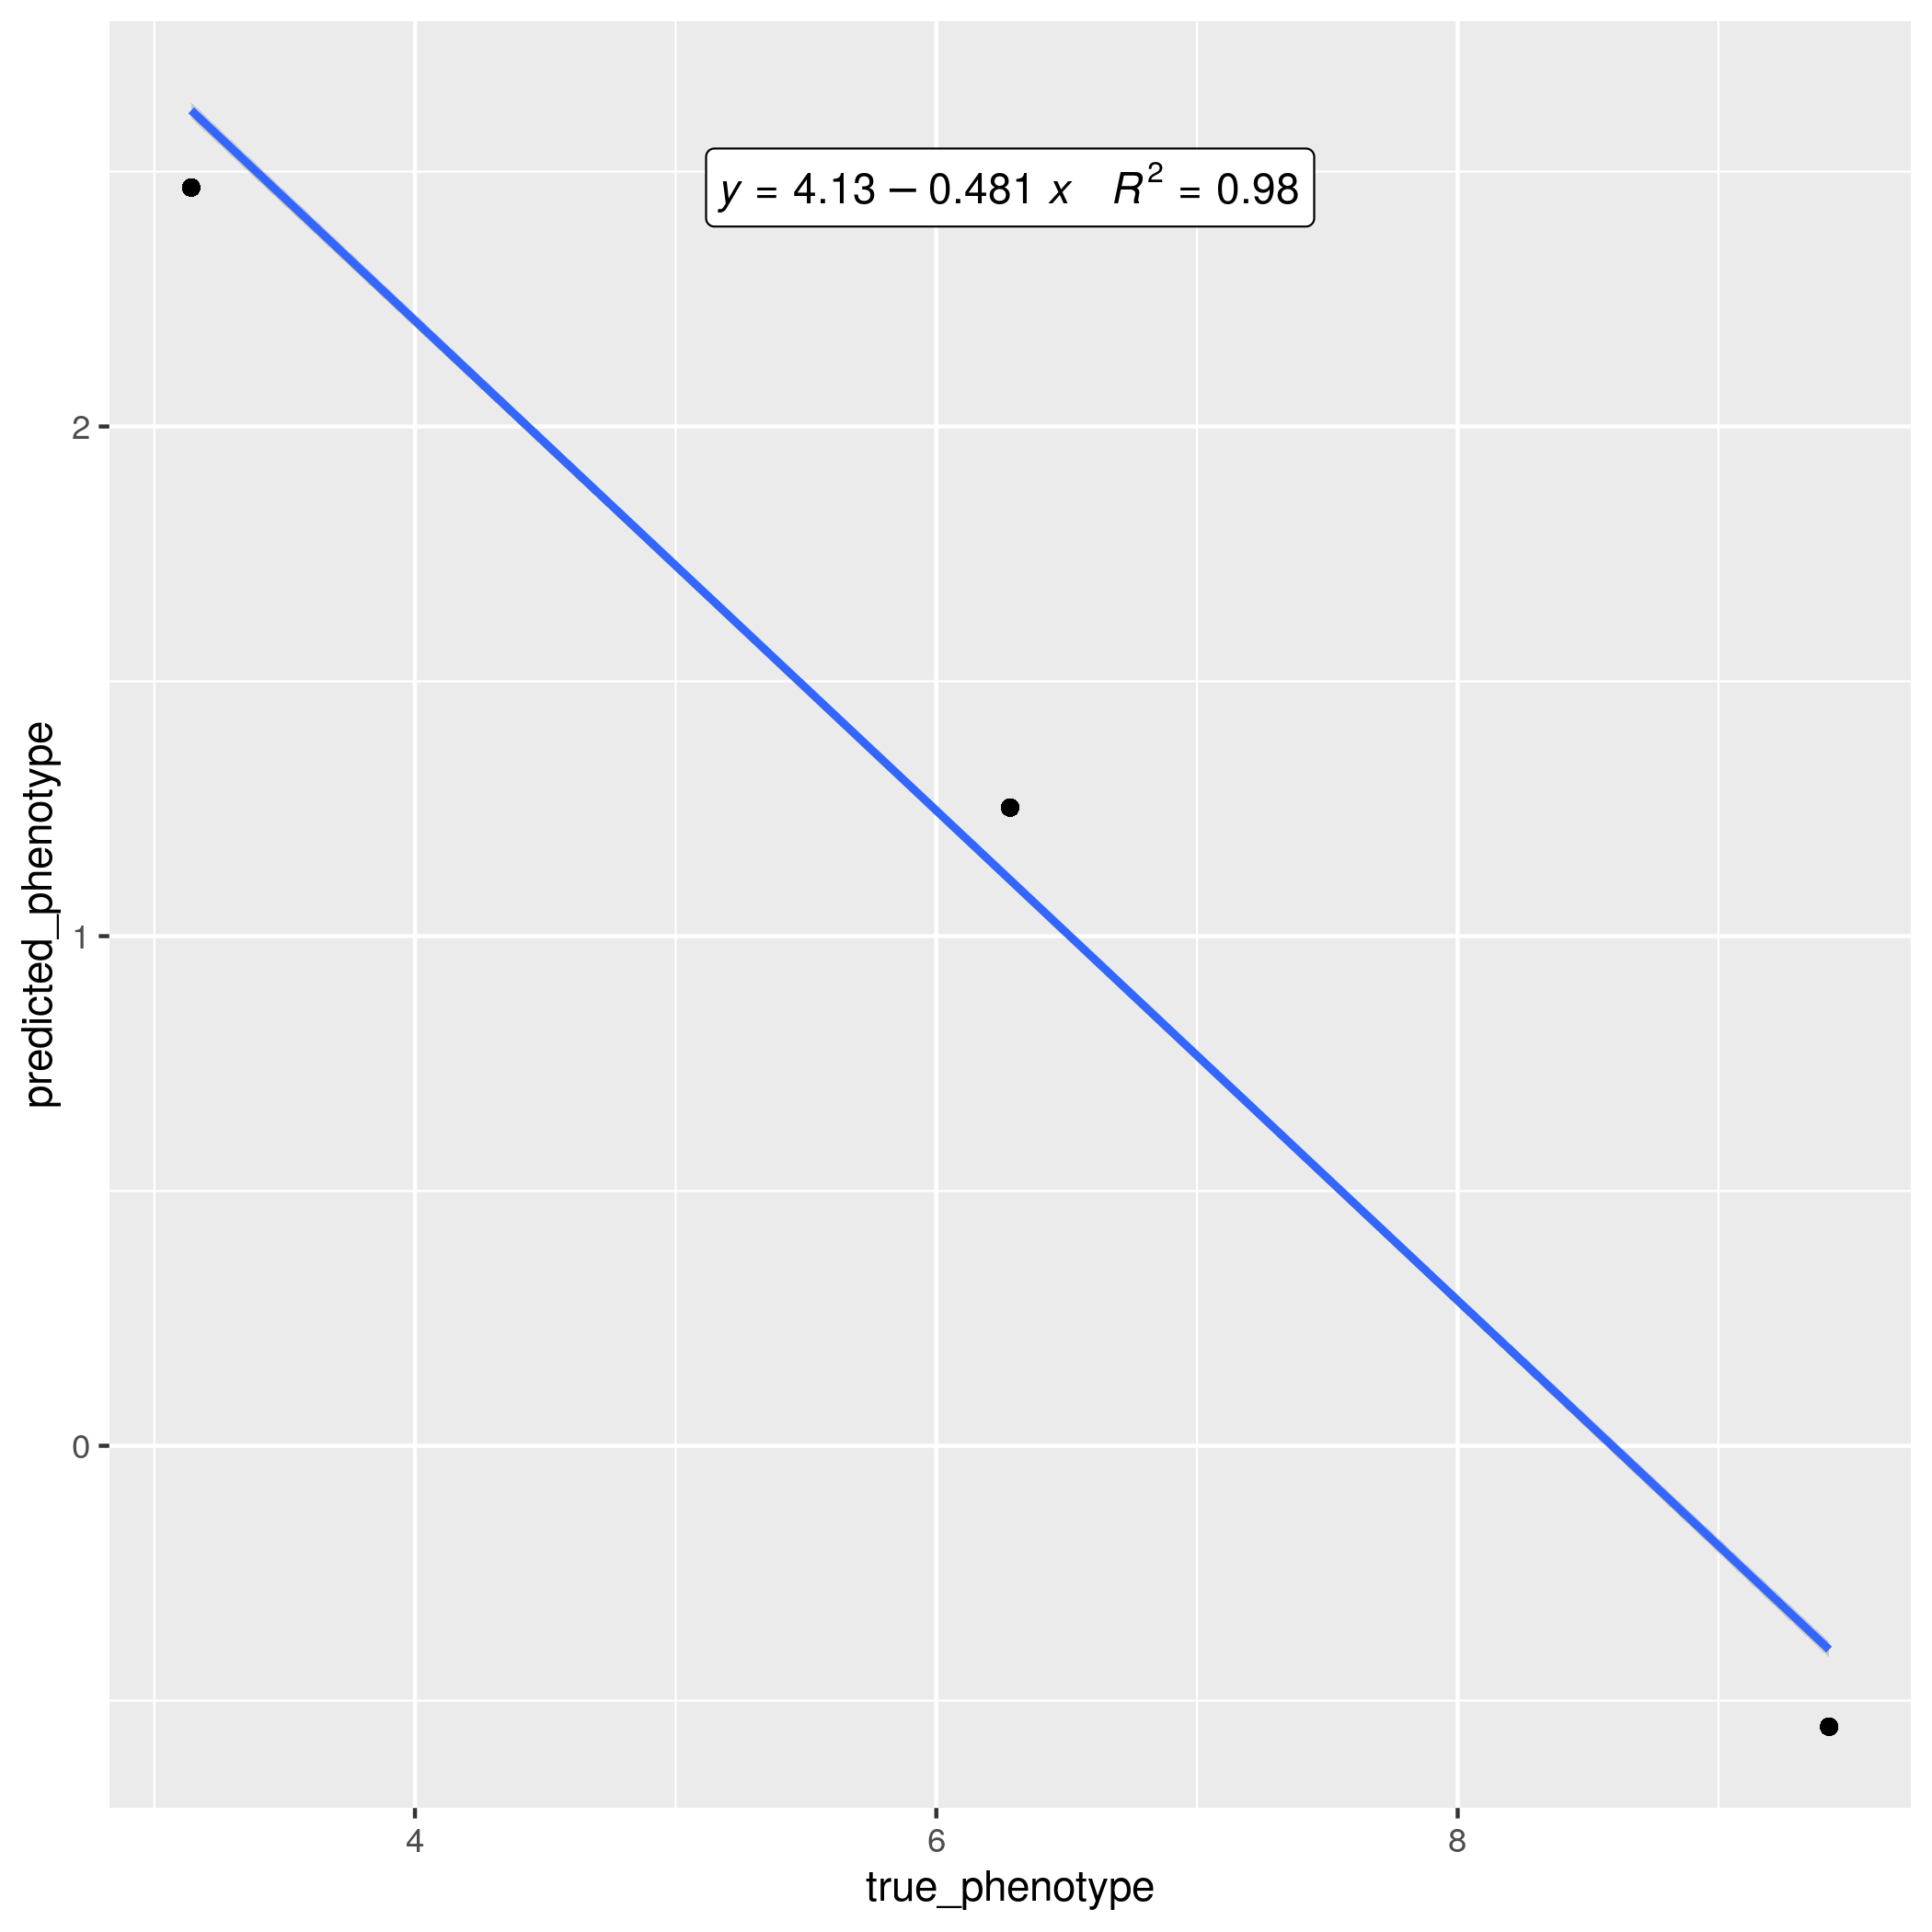 y = 4.13 − 0.481 x R² = 0.98
predicted_phenotype
2
1
0
4 6 8
true_phenotype